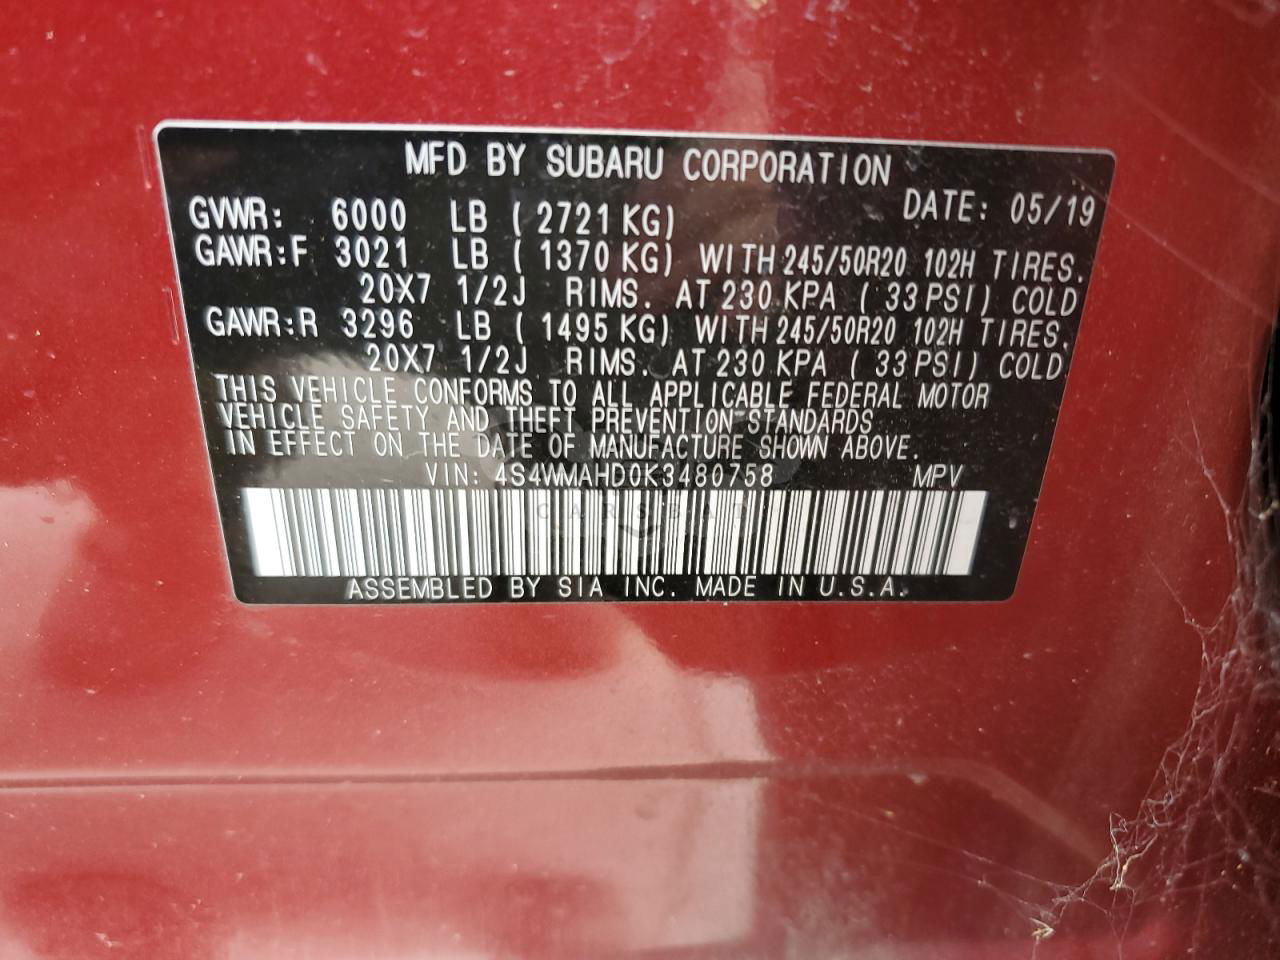 MFD BY SUBARU CORPORATION
DATE: 05/19
GVWR: 6000 LB ( 2721 KG)
GAWR:F 3021 LB ( 1370 KG) WITH 245/50R20 102H TIRES,
20X7 1/2J RIMS. AT 230 KPA ( 33 PSI) COLD
GAWR:R 3296 LB ( 1495 KG) WITH 245/50R20 102H TIRES,
20X7 1/2J RIMS. AT 230 KPA ( 33 PSI) COLD
THIS VEHICLE CONFORMS TO ALL APPLICABLE FEDERAL MOTOR
VEHICLE SAFETY AND THEFT PREVENTION STANDARDS
IN EFFECT ON THE DATE OF MANUFACTURE SHOWN ABOVE.
VIN: 4S4WMAHD0K3480758 MPV
CARSBAT
ASSEMBLED BY SIA INC. MADE IN U.S.A.